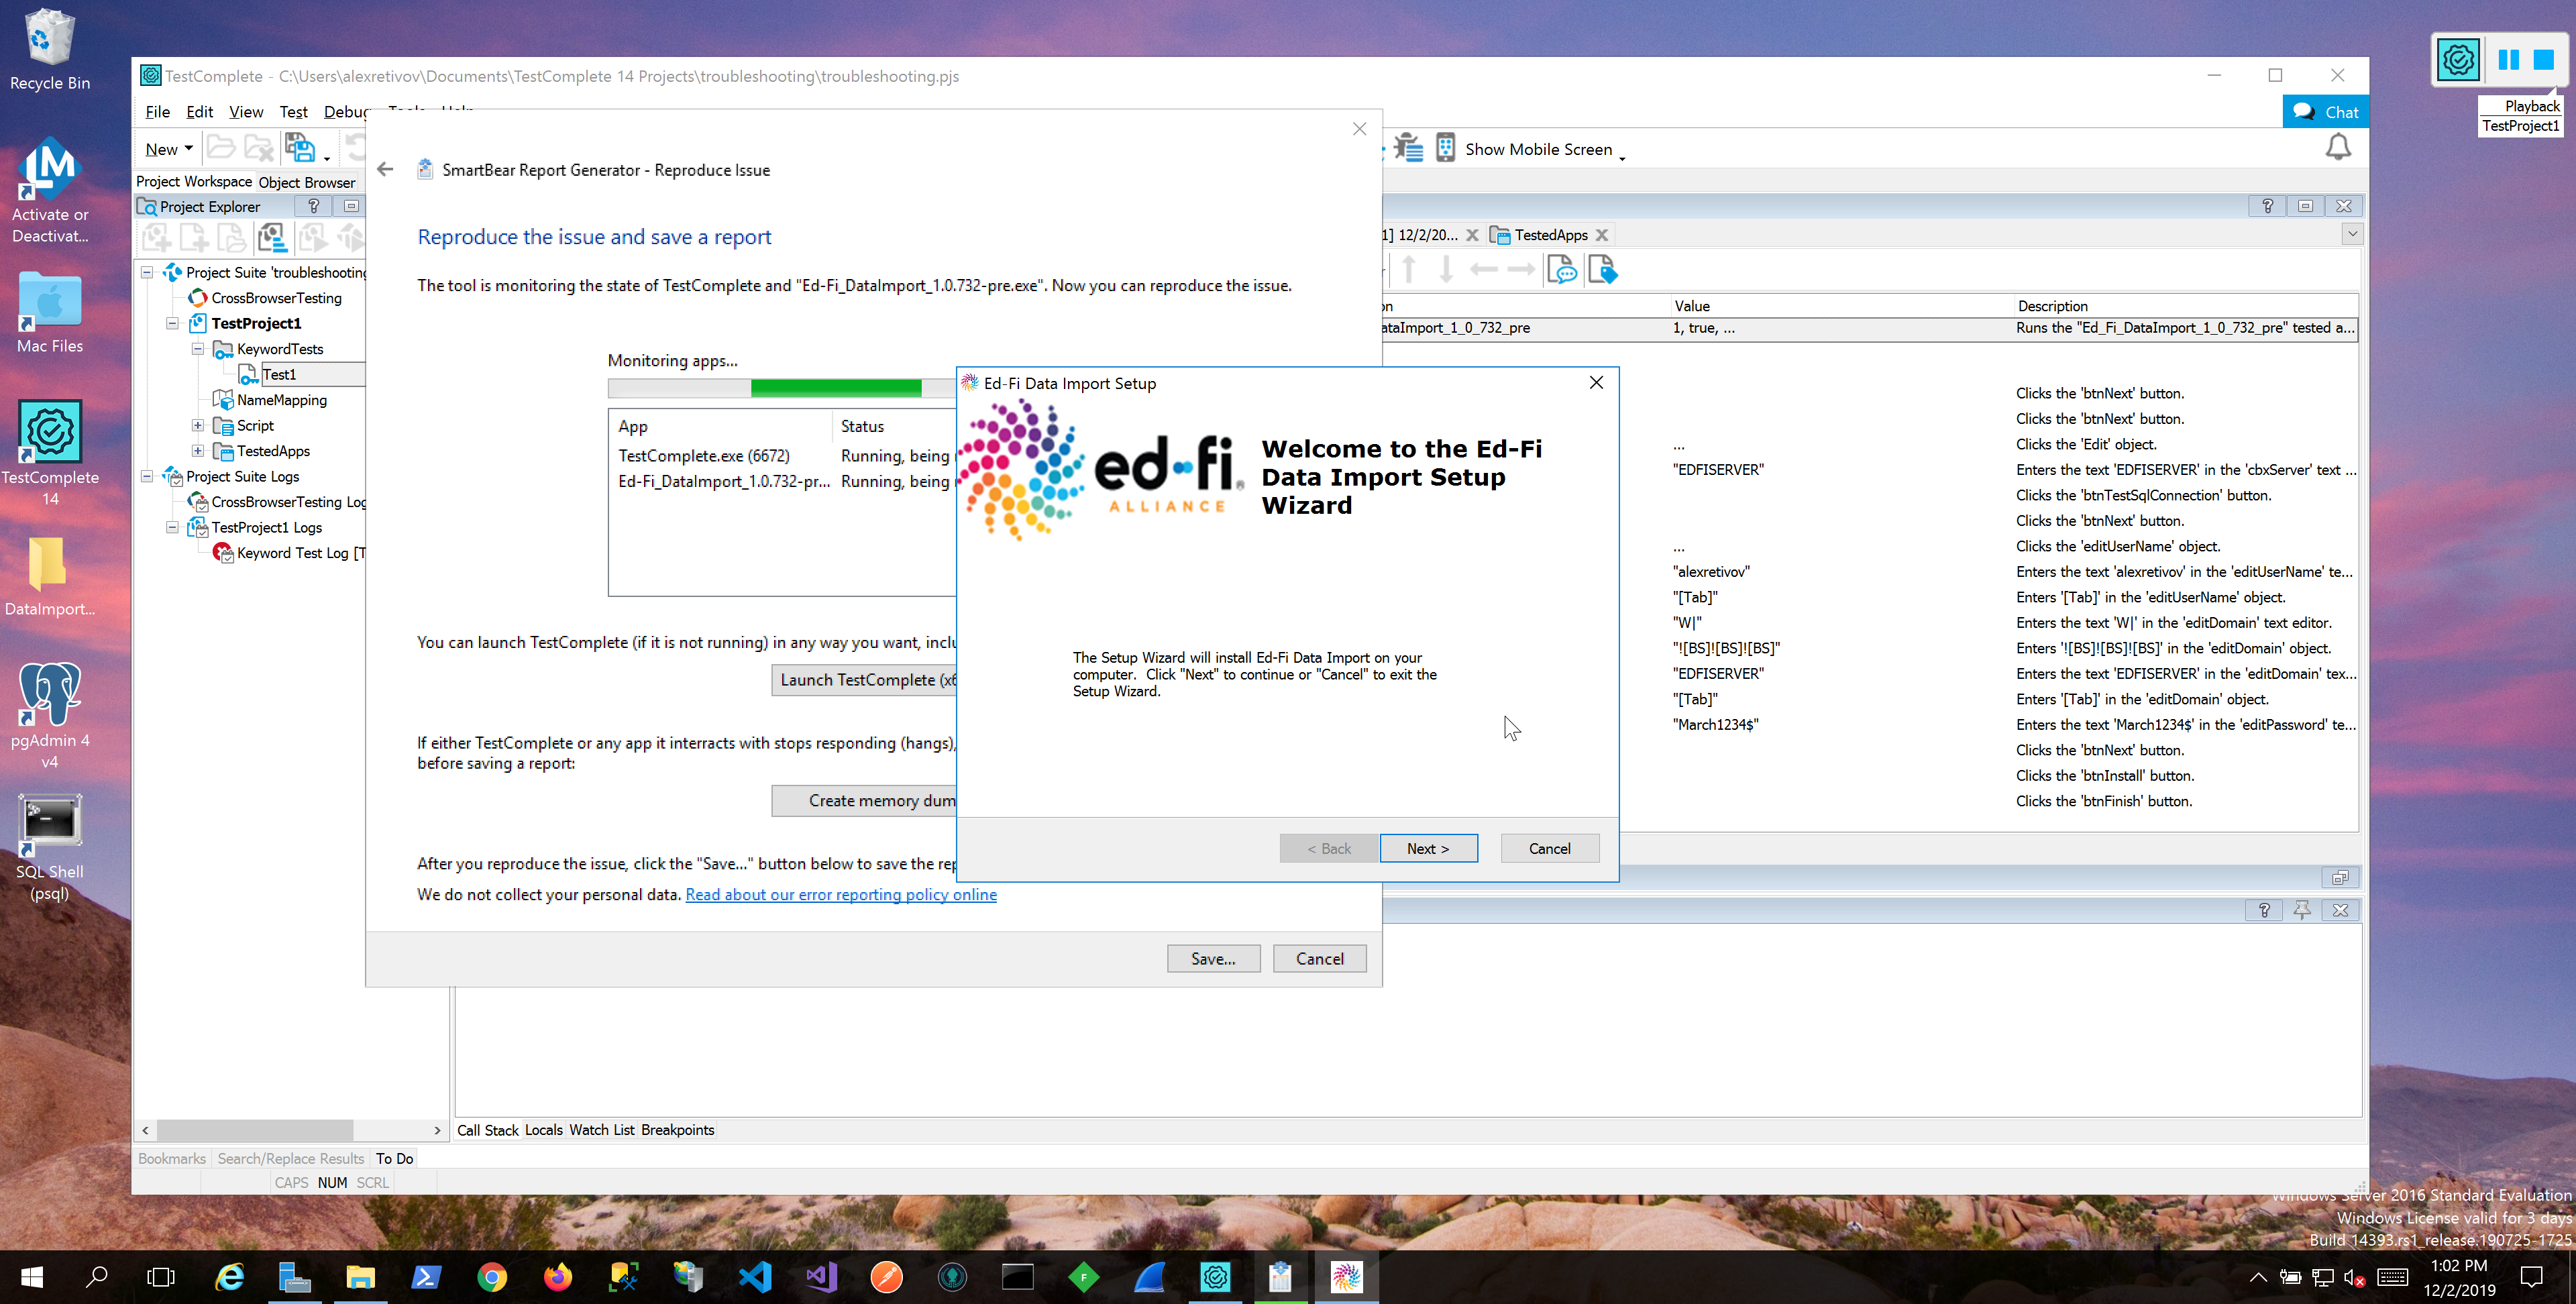 Recycle Bin
Activate or
Deactivat...
Mac Files
TestComplete
14
DataImport...
pgAdmin 4
v4
SQL Shell
(psql)
TestComplete - C:\Users\alexretivov\Documents\TestComplete 14 Projects\troubleshooting\troubleshooting.pjs
File Edit View Test Debug
New
Show Mobile Screen
Chat
Playback
TestProject1
Project Workspace Object Browser
Project Explorer
Project Suite 'troubleshooting
CrossBrowserTesting
TestProject1
KeywordTests
Test1
NameMapping
Script
TestedApps
Project Suite Logs
CrossBrowserTesting Log
TestProject1 Logs
Keyword Test Log [T
SmartBear Report Generator - Reproduce Issue
Reproduce the issue and save a report
The tool is monitoring the state of TestComplete and "Ed-Fi_DataImport_1.0.732-pre.exe". Now you can reproduce the issue.
Monitoring apps...
App Status
TestComplete.exe (6672) Running, being
Ed-Fi_DataImport_1.0.732-pr... Running, being
You can launch TestComplete (if it is not running) in any way you want, inclu
Launch TestComplete (x6
If either TestComplete or any app it interracts with stops responding (hangs),
before saving a report:
Create memory dum
After you reproduce the issue, click the "Save..." button below to save the rep
We do not collect your personal data. Read about our error reporting policy online
Save... Cancel
Ed-Fi Data Import Setup
ed-fi
ALLIANCE
Welcome to the Ed-Fi
Data Import Setup
Wizard
The Setup Wizard will install Ed-Fi Data Import on your
computer. Click "Next" to continue or "Cancel" to exit the
Setup Wizard.
< Back Next > Cancel
1] 12/2/20... TestedApps
on Value Description
ataImport_1_0_732_pre 1, true, ... Runs the "Ed_Fi_DataImport_1_0_732_pre" tested a...
Clicks the 'btnNext' button.
Clicks the 'btnNext' button.
... Clicks the 'Edit' object.
"EDFISERVER" Enters the text 'EDFISERVER' in the 'cbxServer' text ...
Clicks the 'btnTestSqlConnection' button.
Clicks the 'btnNext' button.
... Clicks the 'editUserName' object.
"alexretivov" Enters the text 'alexretivov' in the 'editUserName' te...
"[Tab]" Enters '[Tab]' in the 'editUserName' object.
"W|" Enters the text 'W|' in the 'editDomain' text editor.
"![BS]![BS]![BS]" Enters '![BS]![BS]![BS]' in the 'editDomain' object.
"EDFISERVER" Enters the text 'EDFISERVER' in the 'editDomain' tex...
"[Tab]" Enters '[Tab]' in the 'editDomain' object.
"March1234$" Enters the text 'March1234$' in the 'editPassword' te...
Clicks the 'btnNext' button.
Clicks the 'btnInstall' button.
Clicks the 'btnFinish' button.
Call Stack Locals Watch List Breakpoints
Bookmarks Search/Replace Results To Do
CAPS NUM SCRL
Windows Server 2016 Standard Evaluation
Windows License valid for 3 days
Build 14393.rs1_release.190725-1725
1:02 PM
12/2/2019